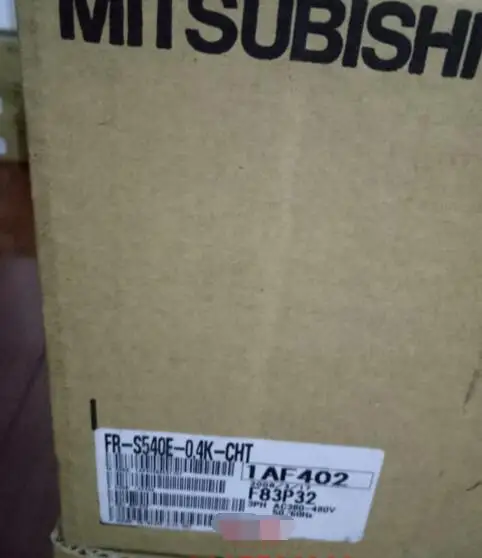 MITSUBISHI
FR-S540E-0.4K-CHT
1AF402
F83P32
3PH AC380-480V
50/60Hz